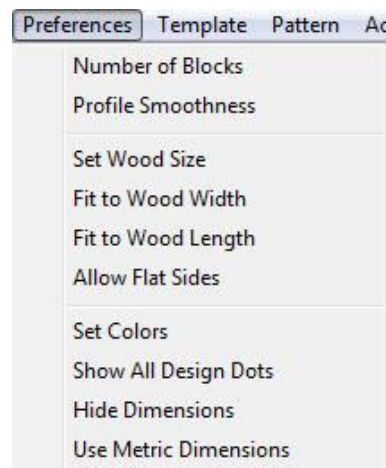 Preferences Template Pattern
Number of Blocks
Profile Smoothness
Set Wood Size
Fit to Wood Width
Fit to Wood Length
Allow Flat Sides
Set Colors
Show All Design Dots
Hide Dimensions
Use Metric Dimensions